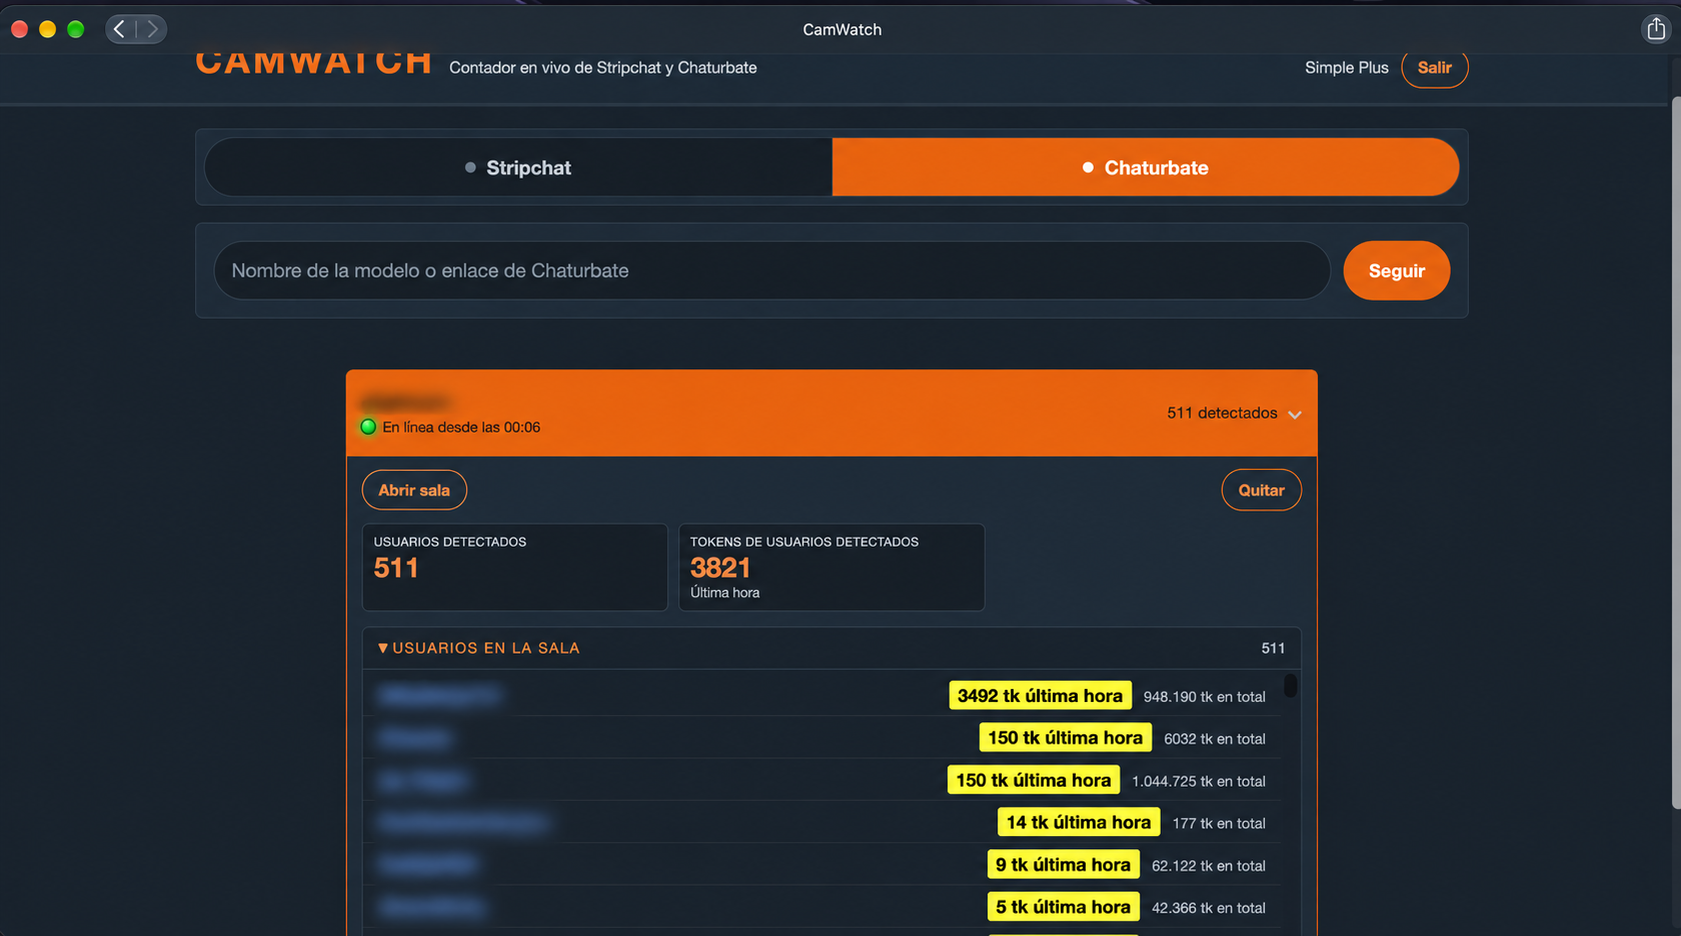 CamWatch
CAMWATCH Contador en vivo de Stripchat y Chaturbate Simple Plus Salir
Stripchat Chaturbate
Nombre de la modelo o enlace de Chaturbate Seguir
511 detectados
En línea desde las 00:06
Abrir sala Quitar
USUARIOS DETECTADOS
511
TOKENS DE USUARIOS DETECTADOS
3821
Última hora
▼ USUARIOS EN LA SALA 511
3492 tk última hora 948.190 tk en total
150 tk última hora 6032 tk en total
150 tk última hora 1.044.725 tk en total
14 tk última hora 177 tk en total
9 tk última hora 62.122 tk en total
5 tk última hora 42.366 tk en total